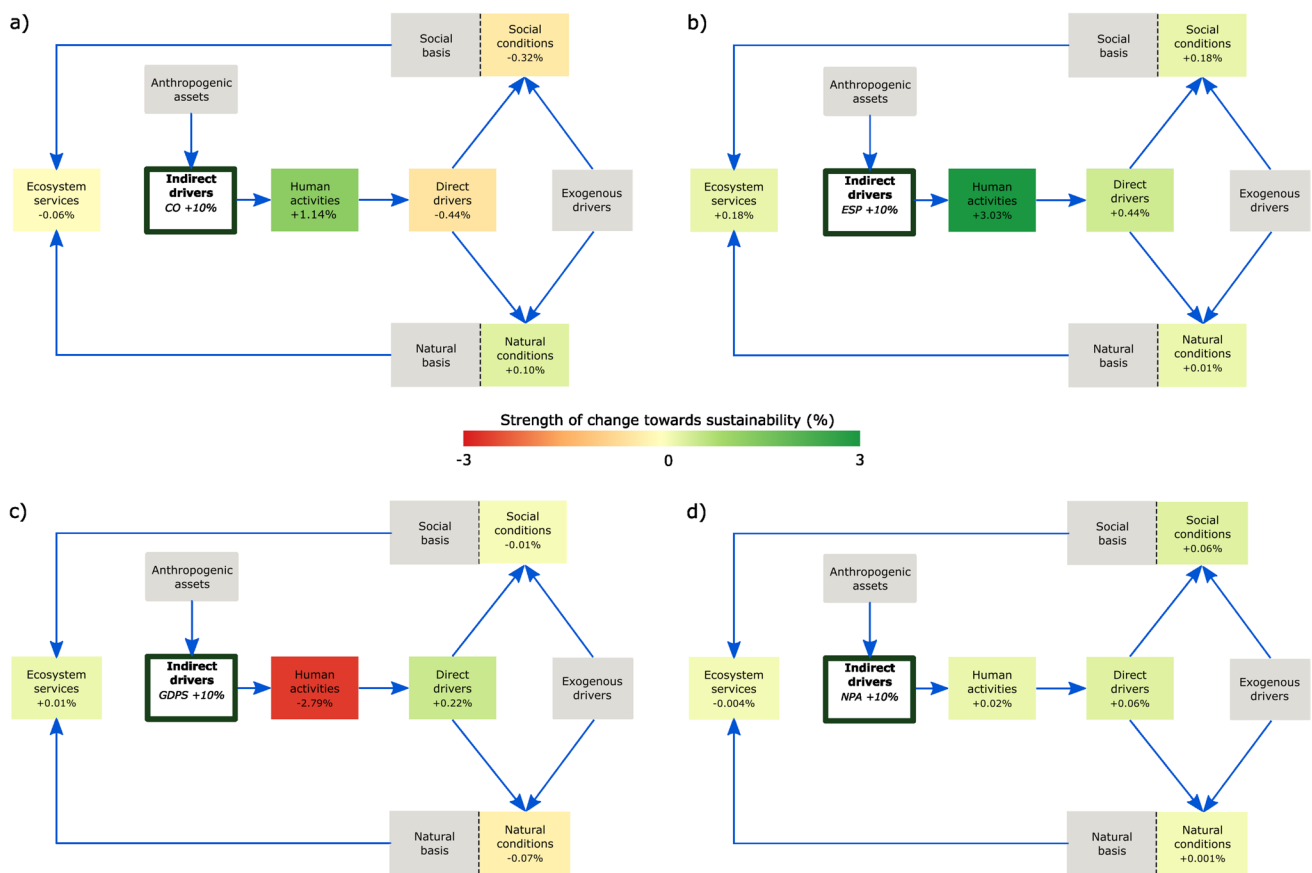 a)
Social
basis
Social
conditions
-0.32%
Anthropogenic
assets
Ecosystem
services
-0.06%
Indirect
drivers
CO +10%
Human
activities
+1.14%
Direct
drivers
-0.44%
Exogenous
drivers
Natural
basis
Natural
conditions
+0.10%
b)
Social
basis
Social
conditions
+0.18%
Anthropogenic
assets
Ecosystem
services
+0.18%
Indirect
drivers
ESP +10%
Human
activities
+3.03%
Direct
drivers
+0.44%
Exogenous
drivers
Natural
basis
Natural
conditions
+0.01%
Strength of change towards sustainability (%)
-3
0
3
c)
Social
basis
Social
conditions
-0.01%
Anthropogenic
assets
Ecosystem
services
+0.01%
Indirect
drivers
GDPS +10%
Human
activities
-2.79%
Direct
drivers
+0.22%
Exogenous
drivers
Natural
basis
Natural
conditions
-0.07%
d)
Social
basis
Social
conditions
+0.06%
Anthropogenic
assets
Ecosystem
services
-0.004%
Indirect
drivers
NPA +10%
Human
activities
+0.02%
Direct
drivers
+0.06%
Exogenous
drivers
Natural
basis
Natural
conditions
+0.001%